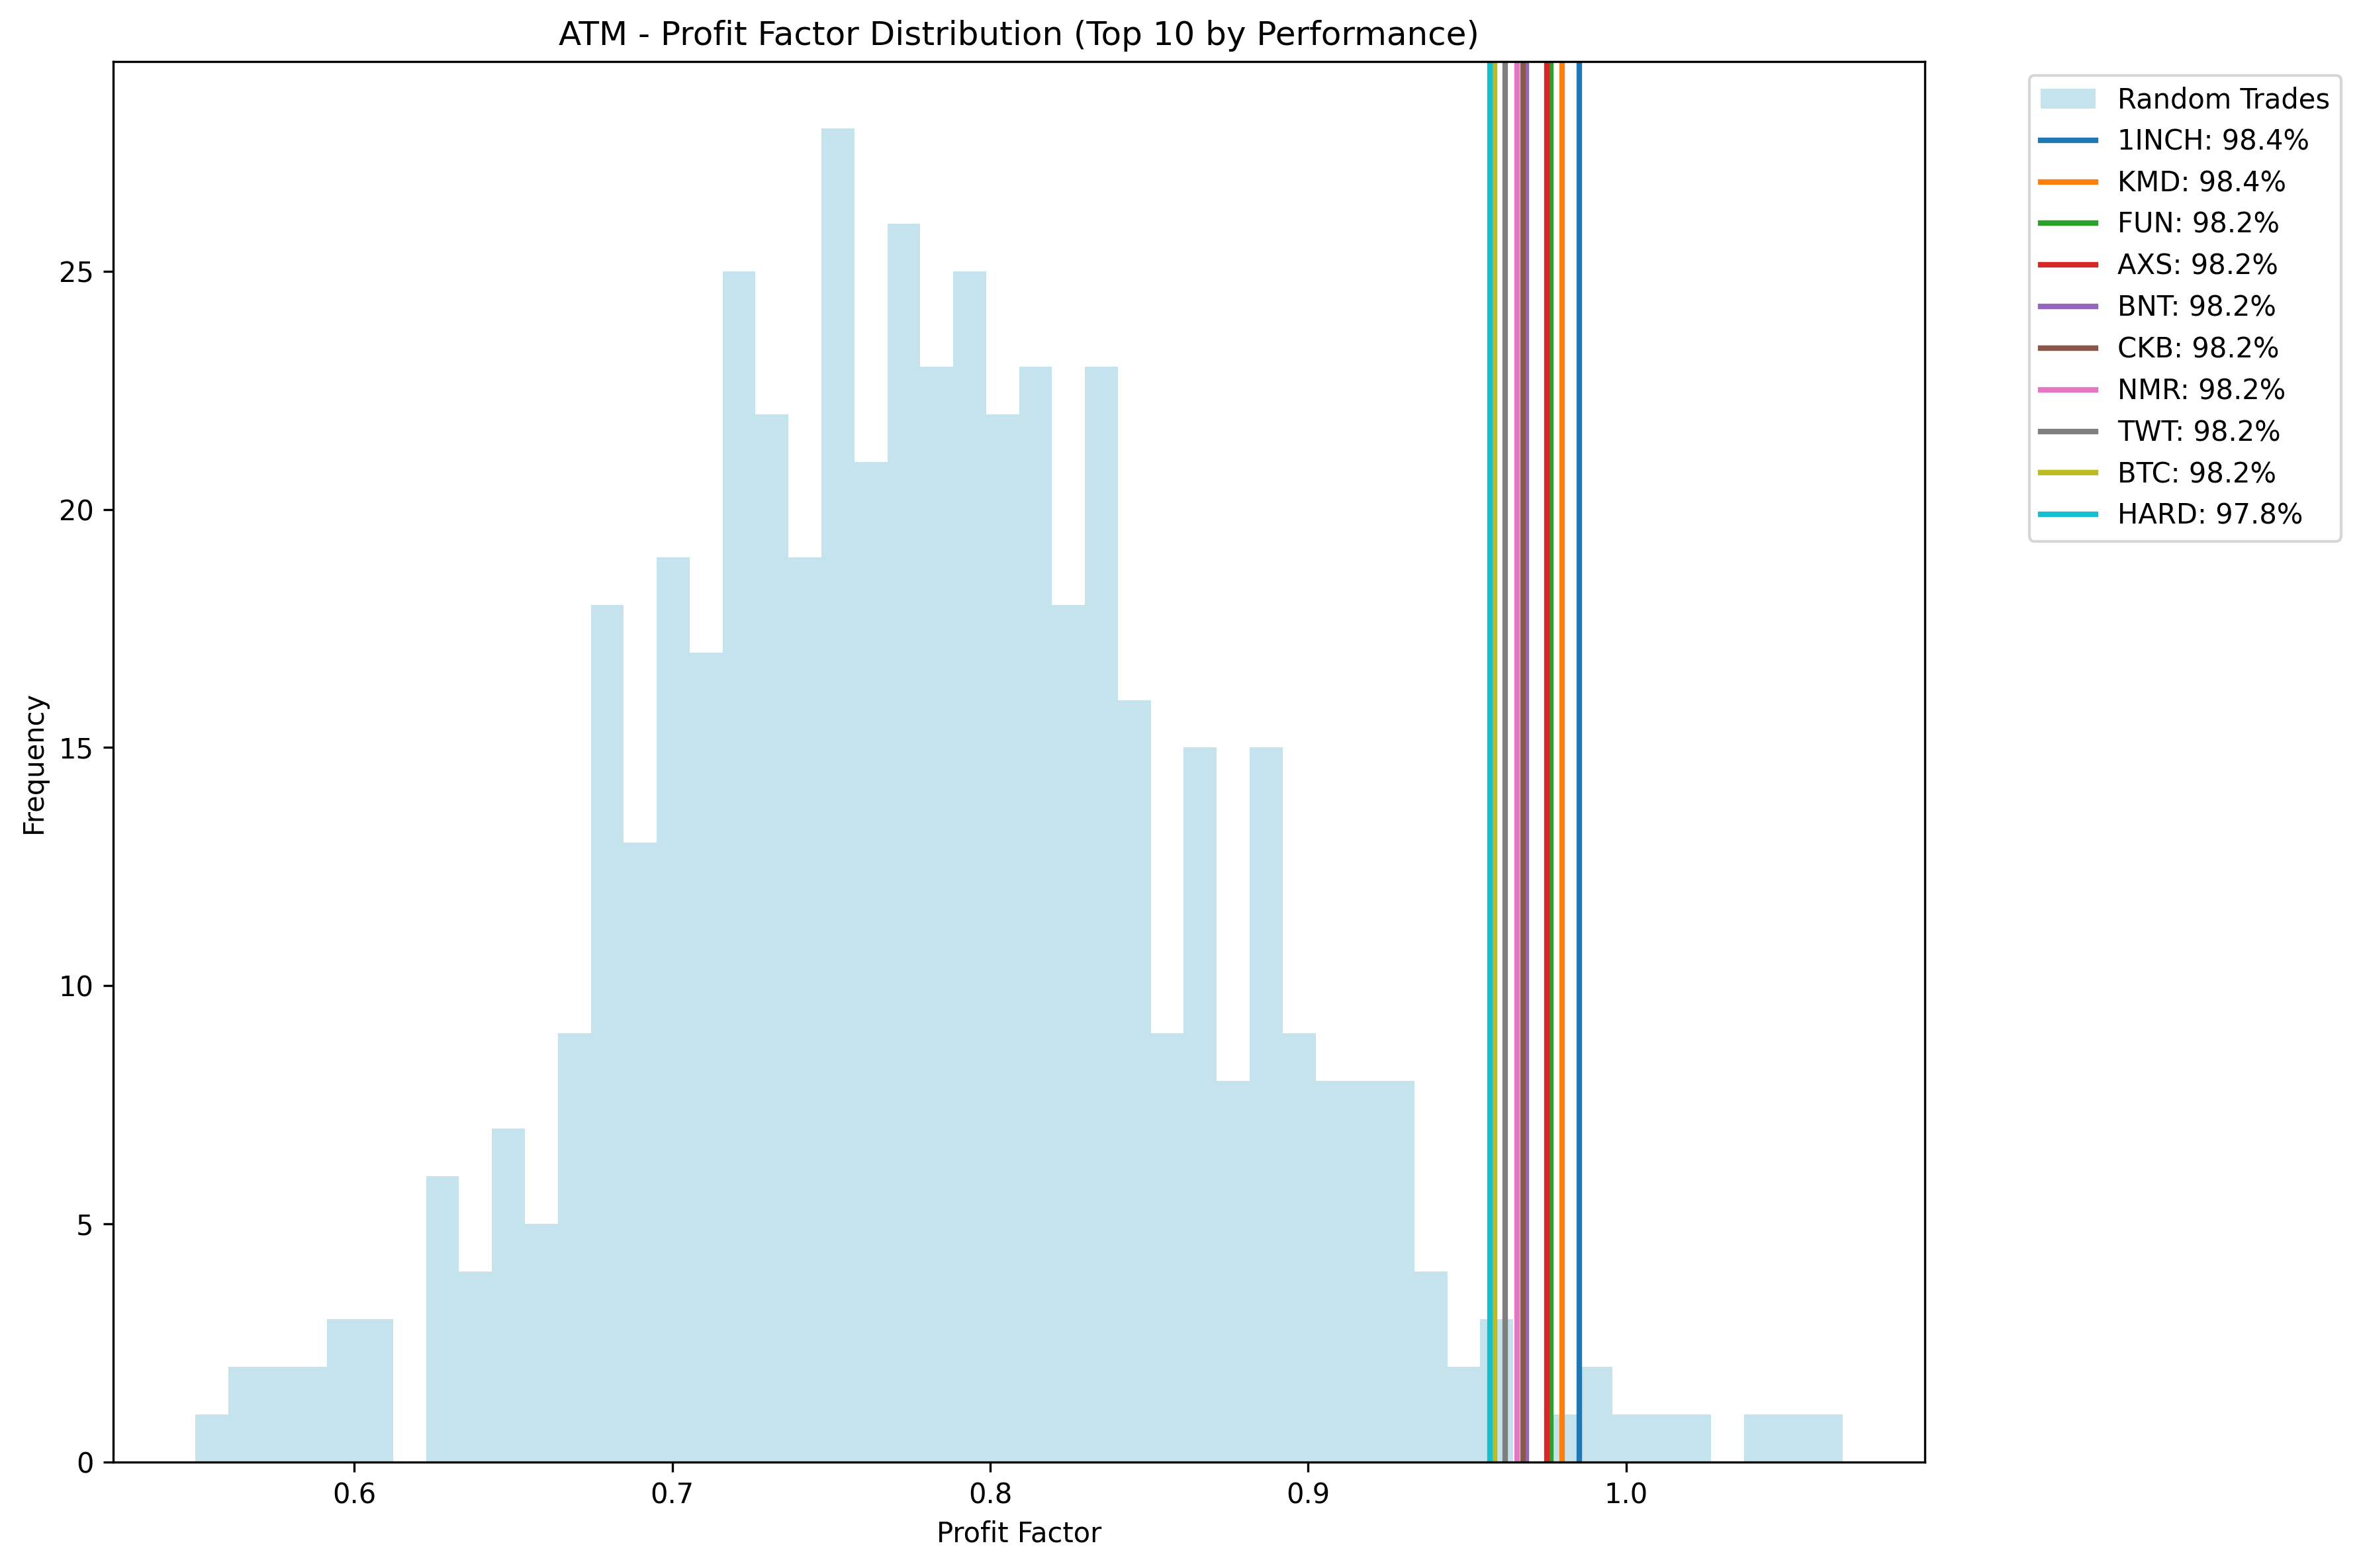 ATM - Profit Factor Distribution (Top 10 by Performance)
Random Trades
1INCH: 98.4%
KMD: 98.4%
FUN: 98.2%
AXS: 98.2%
BNT: 98.2%
CKB: 98.2%
NMR: 98.2%
TWT: 98.2%
BTC: 98.2%
HARD: 97.8%
Frequency
25
20
15
10
5
0
0.6 0.7 0.8 0.9 1.0
Profit Factor